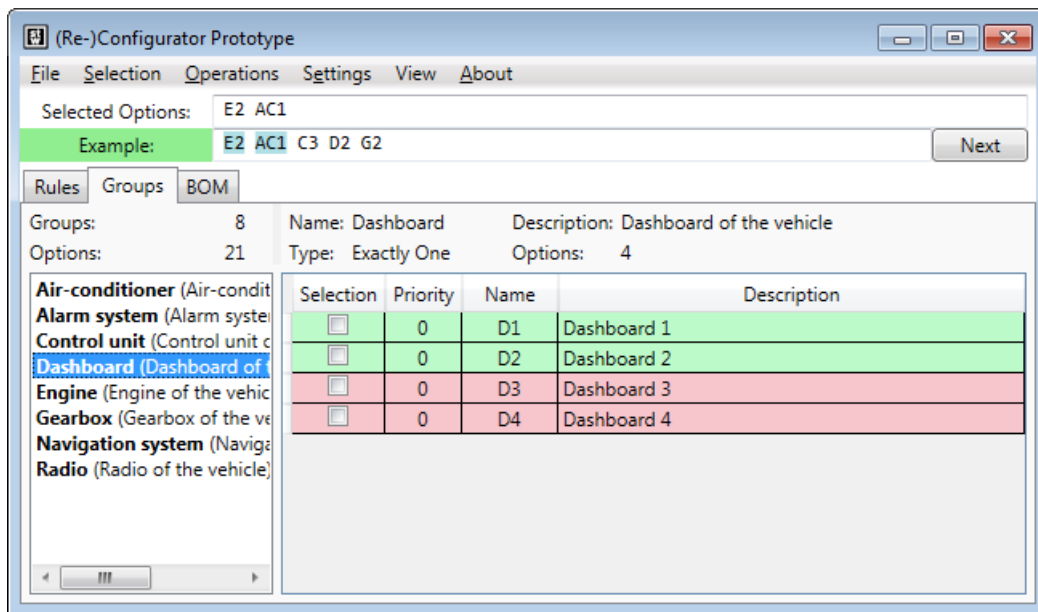 (Re-)Configurator Prototype
File Selection Operations Settings View About
Selected Options: E2 AC1
Example: E2 AC1 C3 D2 G2 Next
Rules Groups BOM
Groups: 8 Name: Dashboard Description: Dashboard of the vehicle
Options: 21 Type: Exactly One Options: 4
Selection Priority Name Description
0 D1 Dashboard 1
0 D2 Dashboard 2
0 D3 Dashboard 3
0 D4 Dashboard 4
Air-conditioner (Air-condit
Alarm system (Alarm syste
Control unit (Control unit c
Dashboard (Dashboard of t
Engine (Engine of the vehic
Gearbox (Gearbox of the ve
Navigation system (Naviga
Radio (Radio of the vehicle)